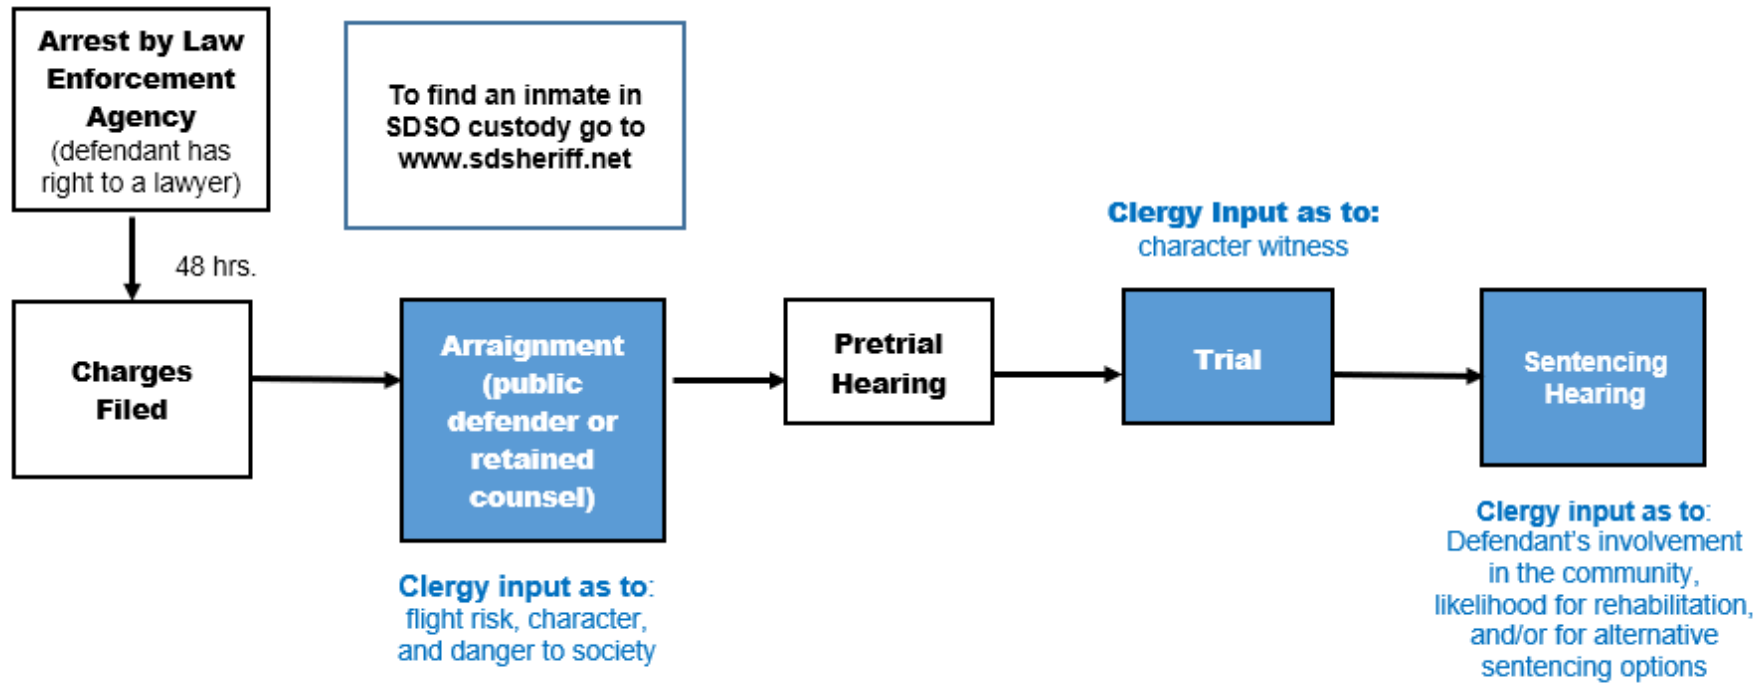 Arrest by Law
Enforcement
Agency
(defendant has
right to a lawyer)
To find an inmate in
SDSO custody go to
www.sdsheriff.net
48 hrs.
Charges
Filed
Arraignment
(public
defender or
retained
counsel)
Clergy input as to:
flight risk, character,
and danger to society
Pretrial
Hearing
Clergy Input as to:
character witness
Trial
Sentencing
Hearing
Clergy input as to:
Defendant's involvement
in the community,
likelihood for rehabilitation,
and/or for alternative
sentencing options